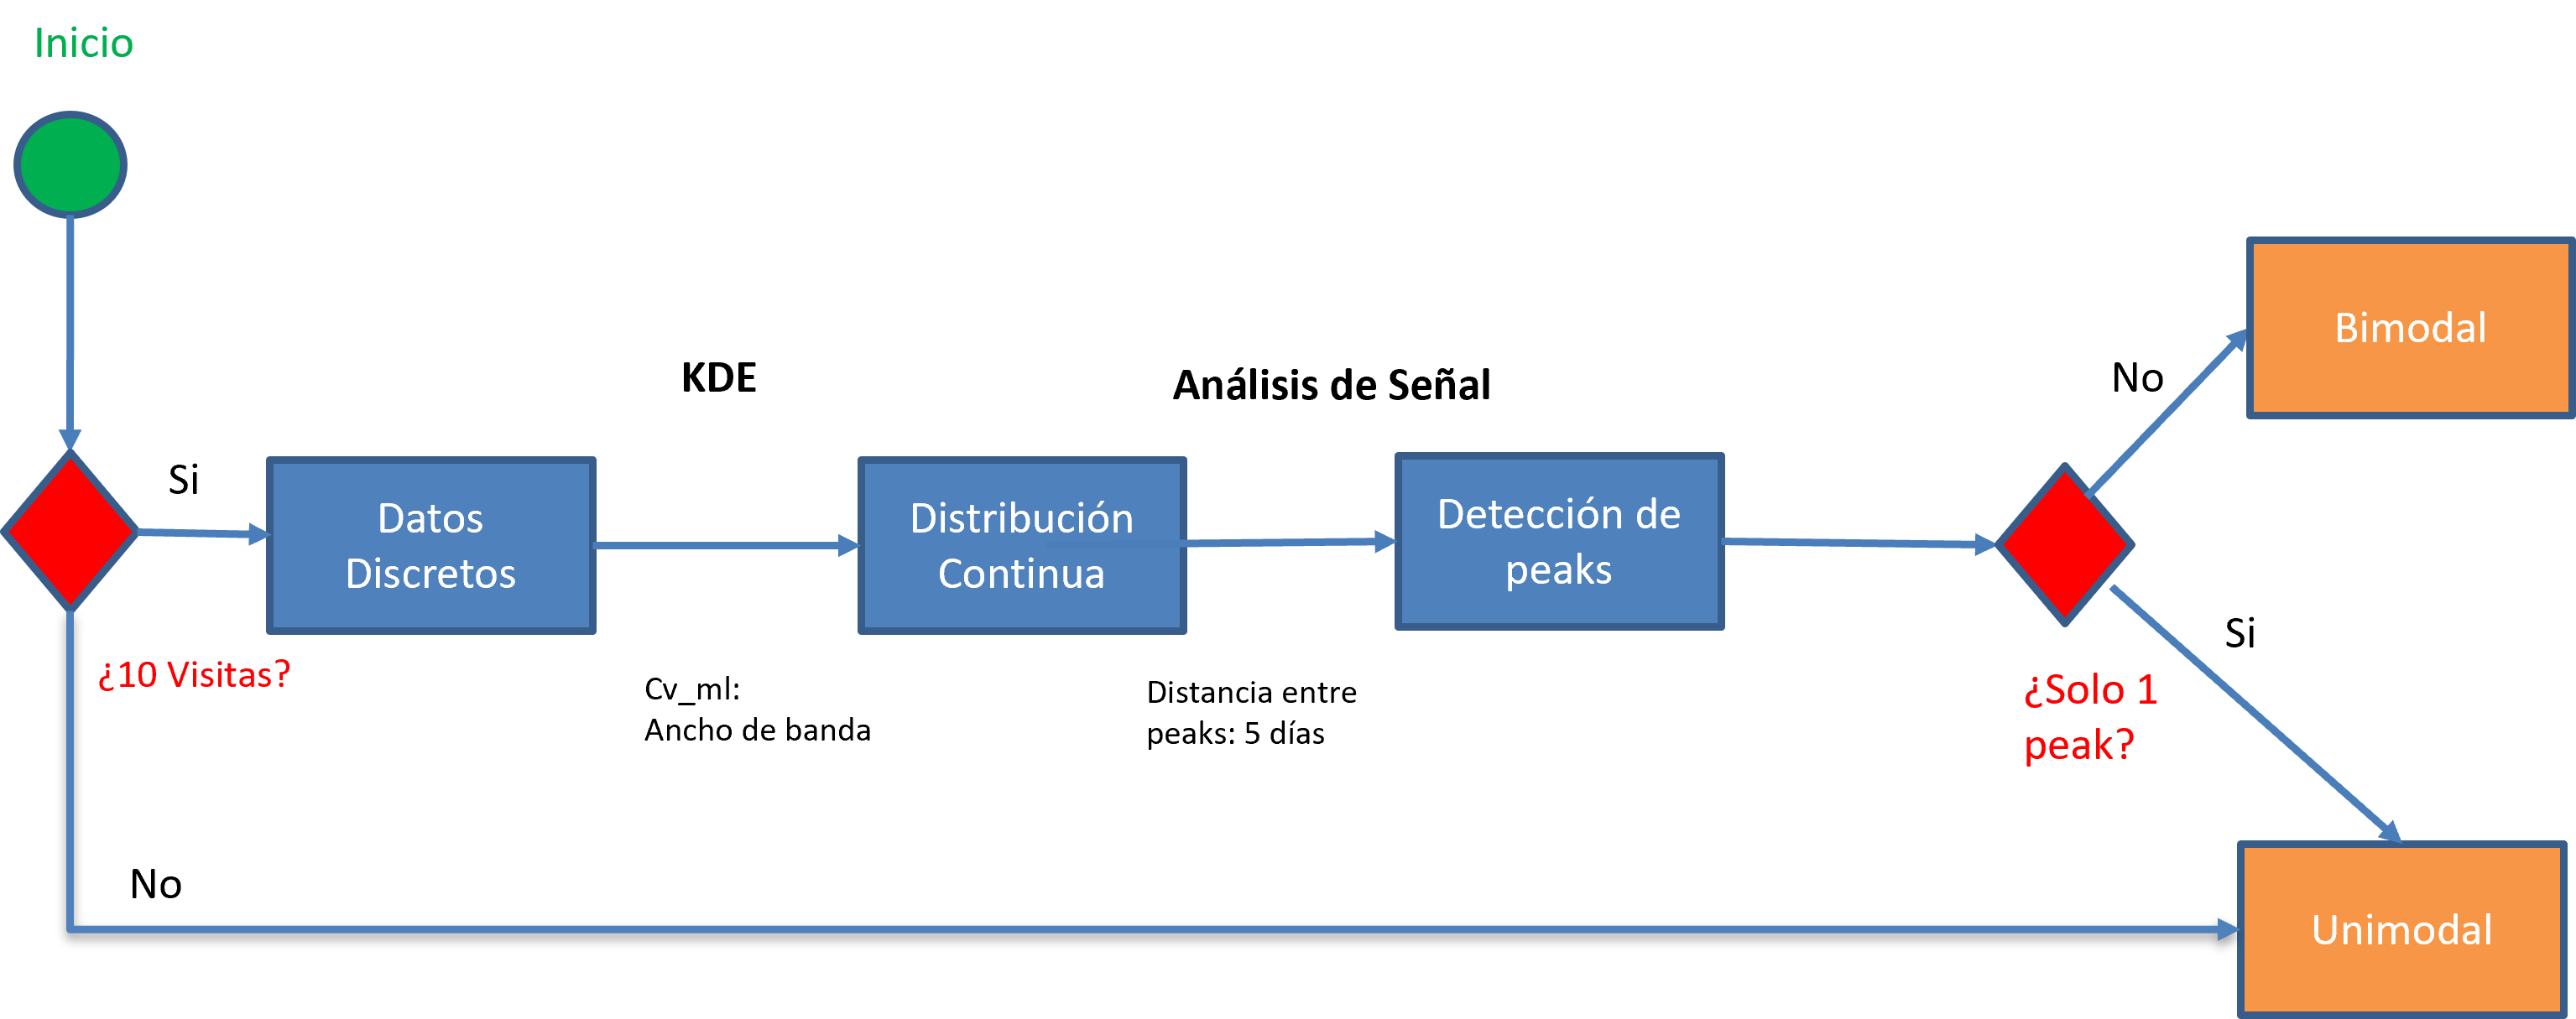 Inicio
Bimodal
KDE
Análisis de Señal
No
Si
Datos
Discretos
Distribución
Continua
Detección de
peaks
¿10 Visitas?
Cv_ml:
Ancho de banda
Distancia entre
peaks: 5 días
¿Solo 1
peak?
Si
No
Unimodal